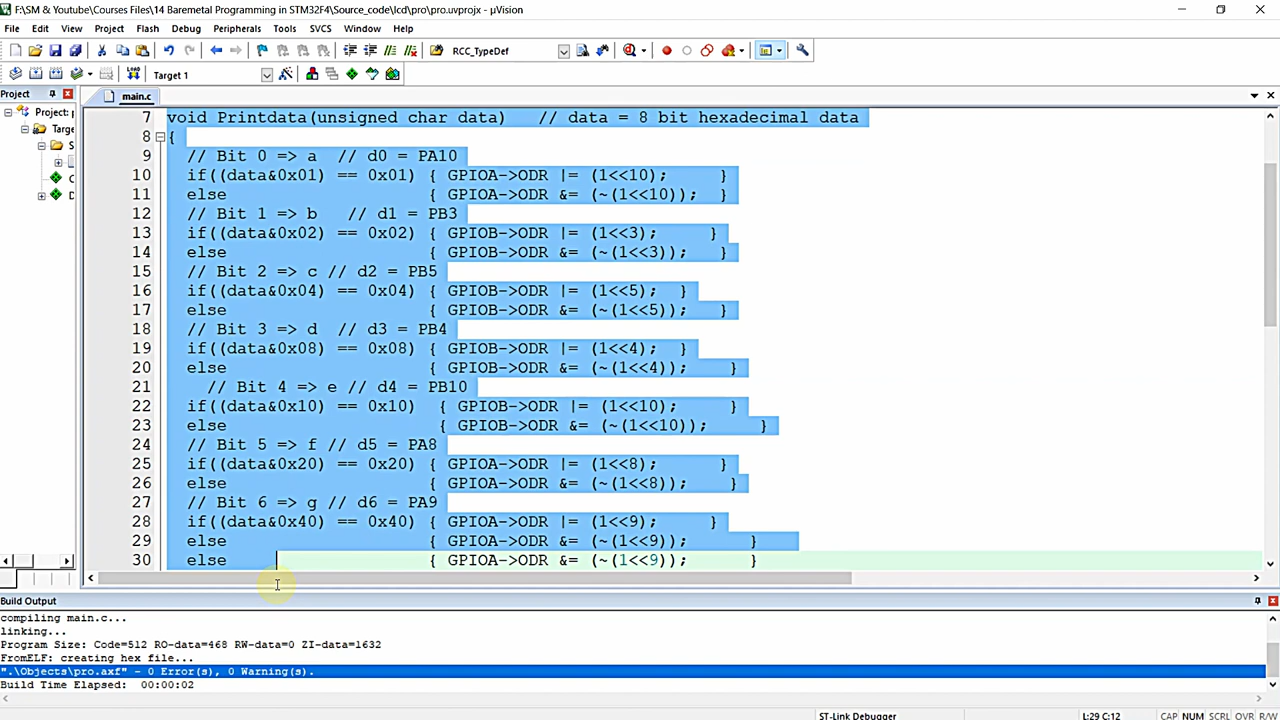 F:\SM & Youtube\Courses Files\14 Baremetal Programming in STM32F4\Source_code\lcd\pro\pro.uvprojx - µVision
File Edit View Project Flash Debug Peripherals Tools SVCS Window Help
RCC_TypeDef
LOAD Target 1
Project main.c
Project: p
Targe
S
C
D
7 void Printdata(unsigned char data) // data = 8 bit hexadecimal data
8 {
9 // Bit 0 => a // d0 = PA10
10 if((data&0x01) == 0x01) { GPIOA->ODR |= (1<<10); }
11 else { GPIOA->ODR &= (~(1<<10)); }
12 // Bit 1 => b // d1 = PB3
13 if((data&0x02) == 0x02) { GPIOB->ODR |= (1<<3); }
14 else { GPIOB->ODR &= (~(1<<3)); }
15 // Bit 2 => c // d2 = PB5
16 if((data&0x04) == 0x04) { GPIOB->ODR |= (1<<5); }
17 else { GPIOB->ODR &= (~(1<<5)); }
18 // Bit 3 => d // d3 = PB4
19 if((data&0x08) == 0x08) { GPIOB->ODR |= (1<<4); }
20 else { GPIOB->ODR &= (~(1<<4)); }
21 // Bit 4 => e // d4 = PB10
22 if((data&0x10) == 0x10) { GPIOB->ODR |= (1<<10); }
23 else { GPIOB->ODR &= (~(1<<10)); }
24 // Bit 5 => f // d5 = PA8
25 if((data&0x20) == 0x20) { GPIOA->ODR |= (1<<8); }
26 else { GPIOA->ODR &= (~(1<<8)); }
27 // Bit 6 => g // d6 = PA9
28 if((data&0x40) == 0x40) { GPIOA->ODR |= (1<<9); }
29 else { GPIOA->ODR &= (~(1<<9)); }
30 else { GPIOA->ODR &= (~(1<<9)); }
Build Output
compiling main.c...
linking...
Program Size: Code=512 RO-data=468 RW-data=0 ZI-data=1632
FromELF: creating hex file...
".\Objects\pro.axf" - 0 Error(s), 0 Warning(s).
Build Time Elapsed: 00:00:02
ST-Link Debugger L:29 C:12 CAP NUM SCRL OVR R/W